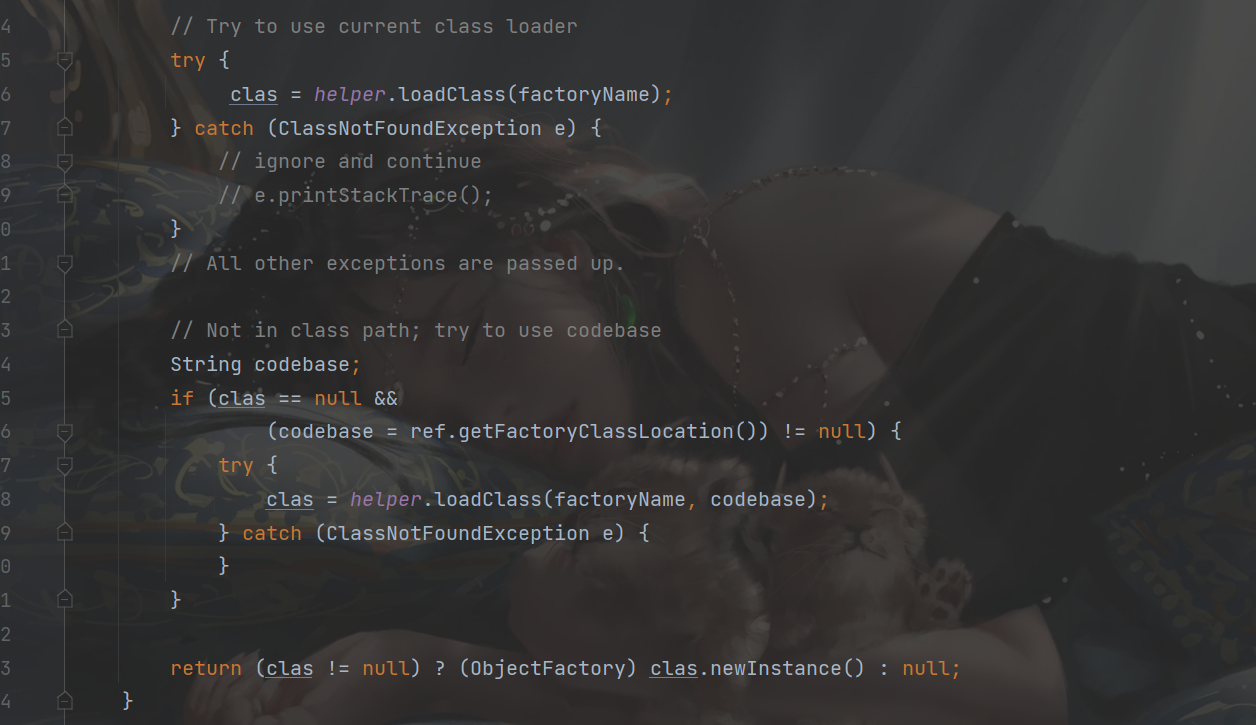 4 // Try to use current class loader
5 try {
6 clas = helper.loadClass(factoryName);
7 } catch (ClassNotFoundException e) {
8 // ignore and continue
9 // e.printStackTrace();
0 }
1 // All other exceptions are passed up.
2
3 // Not in class path; try to use codebase
4 String codebase;
5 if (clas == null &&
6 (codebase = ref.getFactoryClassLocation()) != null) {
7 try {
8 clas = helper.loadClass(factoryName, codebase);
9 } catch (ClassNotFoundException e) {
0 }
1 }
2
3 return (clas != null) ? (ObjectFactory) clas.newInstance() : null;
4 }